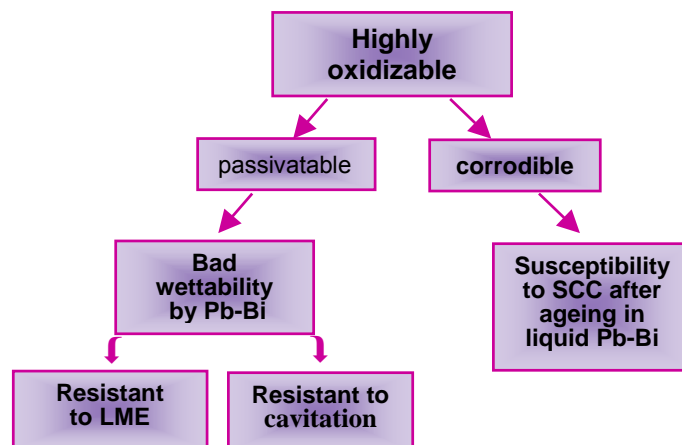 Highly
oxidizable
passivatable
corrodible
Bad
wettability
by Pb-Bi
Susceptibility
to SCC after
ageing in
liquid Pb-Bi
Resistant
to LME
Resistant to
cavitation